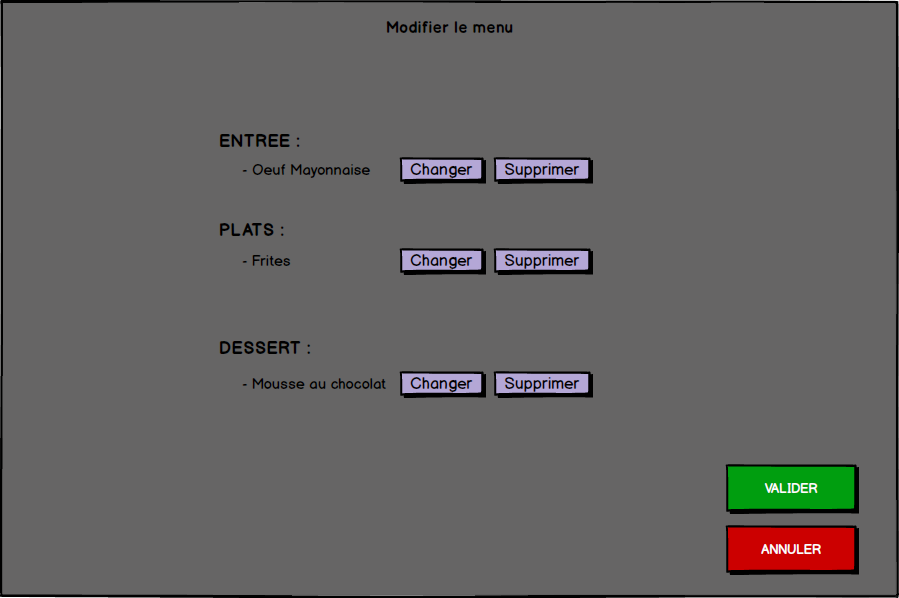 Modifier le menu
ENTREE :
- Oeuf Mayonnaise Changer Supprimer
PLATS :
- Frites Changer Supprimer
DESSERT :
- Mousse au chocolat Changer Supprimer
VALIDER
ANNULER